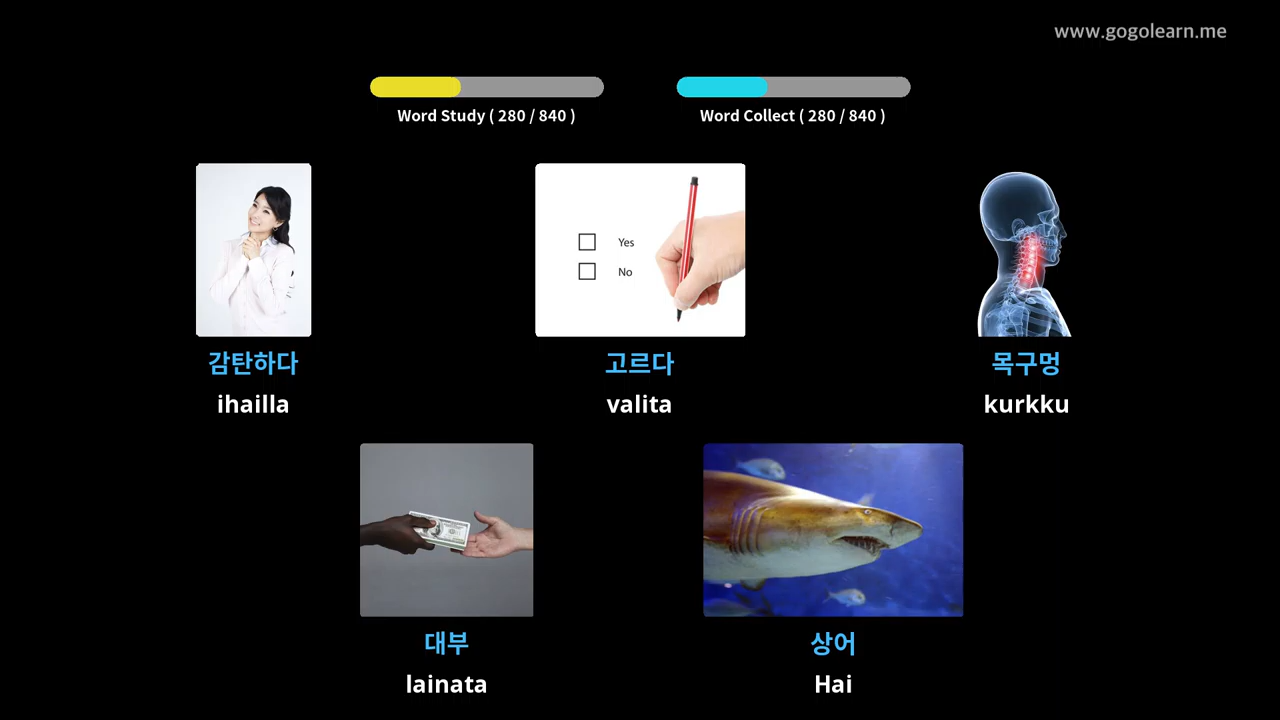 www.gogolearn.me
Word Study ( 280 / 840 )
Word Collect ( 280 / 840 )
Yes
No
감탄하다
ihailla
고르다
valita
목구멍
kurkku
대부
lainata
상어
Hai